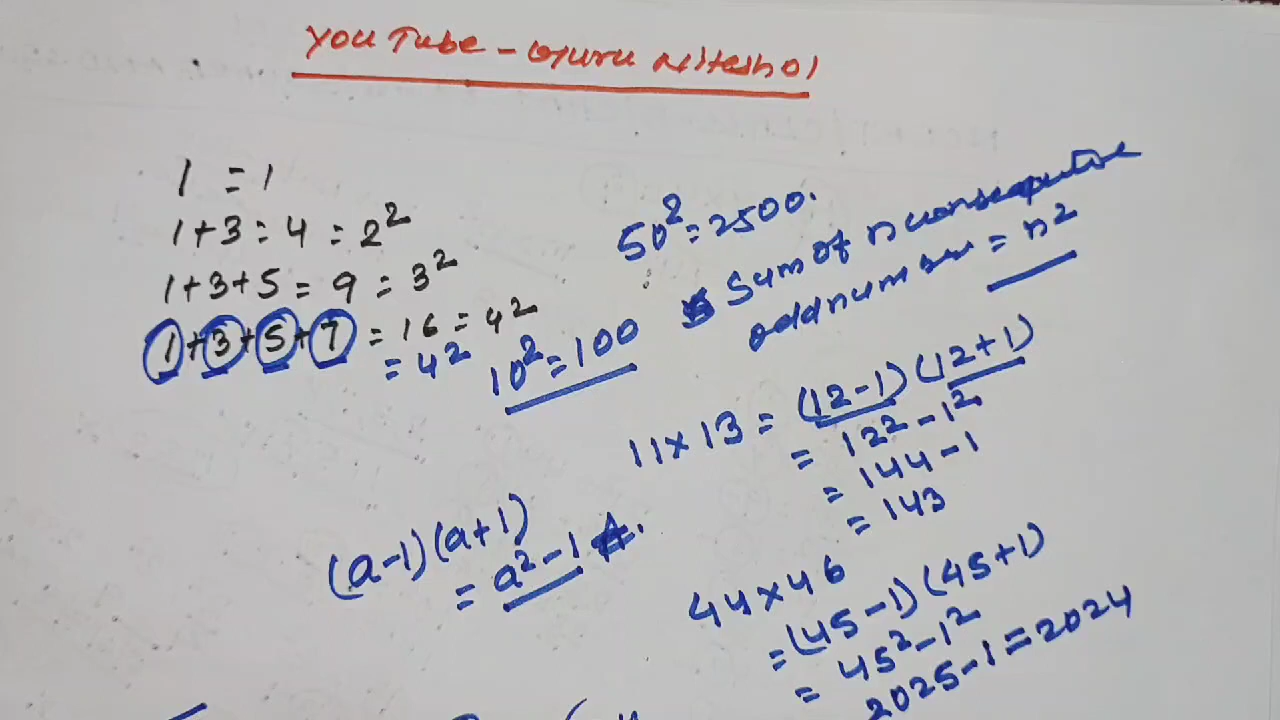 YouTube - Guru Nitesh01
1 = 1
1+3 = 4 = 2²
1+3+5 = 9 = 3²
1+3+5+7 = 16 = 4²
= 4²
10² = 100
50² = 2500.
Sum of n consequtive
odd number = n²
11 × 13 = (12-1) (12+1)
= 12² - 1²
= 144 - 1
= 143
(a-1) (a+1)
= a² - 1
44 × 46
= (45-1) (45+1)
= 45² - 1²
2025 - 1 = 2024